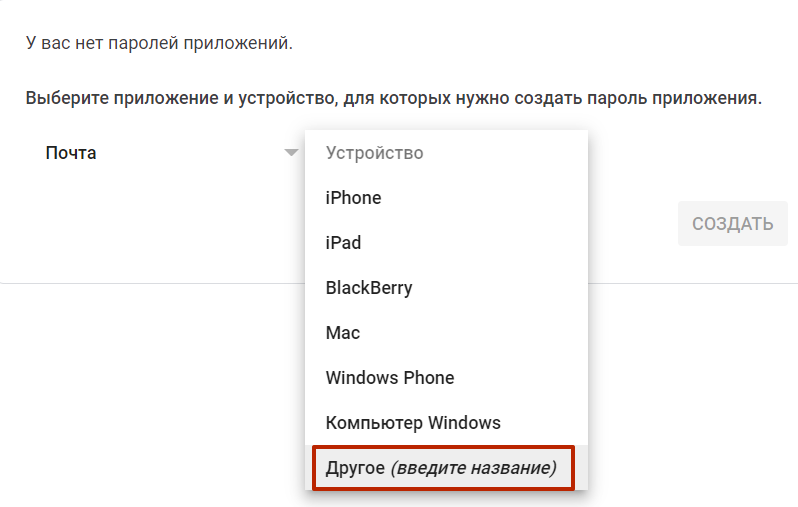 У вас нет паролей приложений.
Выберите приложение и устройство, для которых нужно создать пароль приложения.
Почта
Устройство
iPhone
iPad
СОЗДАТЬ
BlackBerry
Mac
Windows Phone
Компьютер Windows
Другое (введите название)